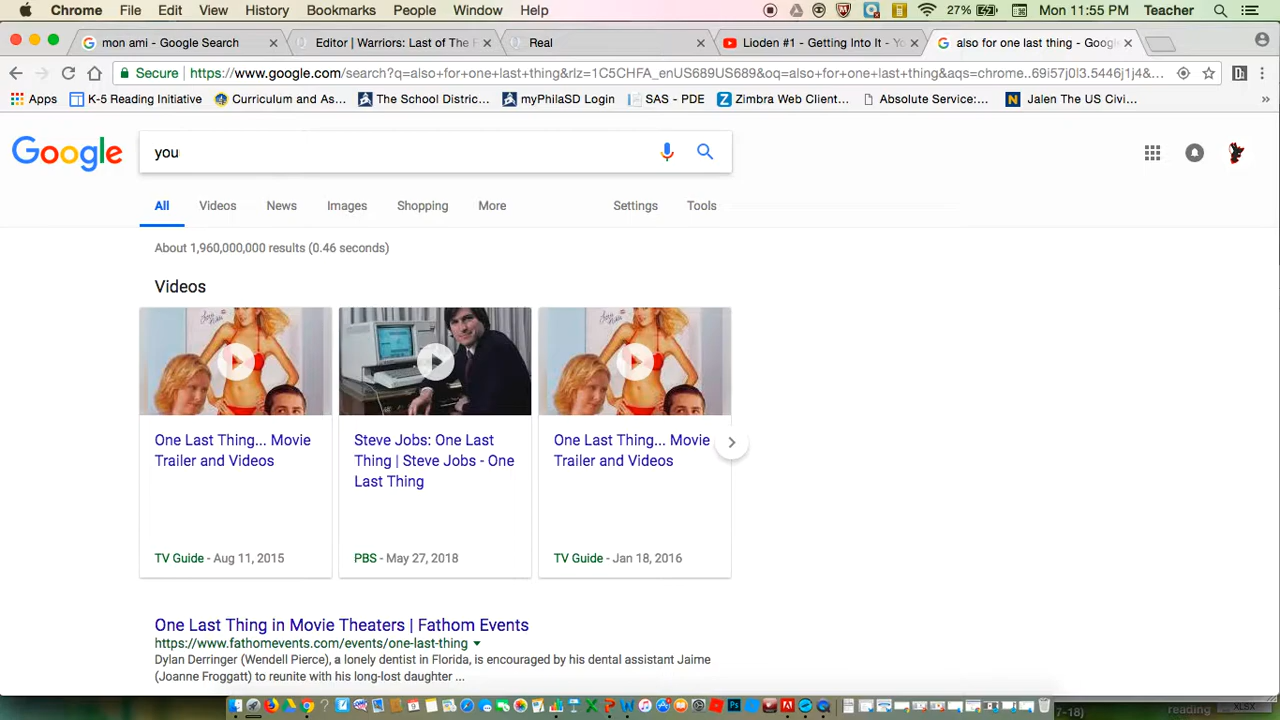 Chrome File Edit View History Bookmarks People Window Help 27% Mon 11:55 PM Teacher
mon ami - Google Search Editor | Warriors: Last of The F Real Lioden #1 - Getting Into It - Yo also for one last thing - Goog
Secure https://www.google.com/search?q=also+for+one+last+thing&rlz=1C5CHFA_enUS689US689&oq=also+for+one+last+thing&aqs=chrome..69i57j0l3.5446j1j4&...
Apps K-5 Reading Initiative Curriculum and As... The School District... myPhilaSD Login SAS - PDE Zimbra Web Client... Absolute Service:... Jalen The US Civi... »
Google you
All Videos News Images Shopping More Settings Tools
About 1,960,000,000 results (0.46 seconds)
Videos
One Last Thing... Movie
Trailer and Videos
TV Guide - Aug 11, 2015
Steve Jobs: One Last
Thing | Steve Jobs - One
Last Thing
PBS - May 27, 2018
One Last Thing... Movie
Trailer and Videos
TV Guide - Jan 18, 2016
One Last Thing in Movie Theaters | Fathom Events
https://www.fathomevents.com/events/one-last-thing
Dylan Derringer (Wendell Pierce), a lonely dentist in Florida, is encouraged by his dental assistant Jaime
(Joanne Froggatt) to reunite with his long-lost daughter ...
7-18) reading XLSX